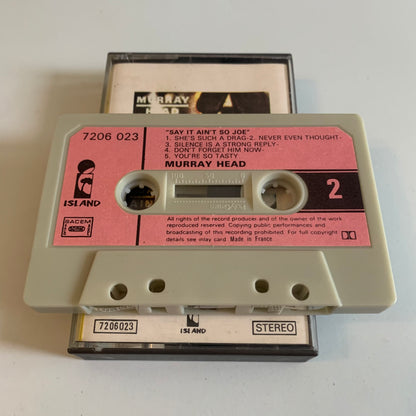 MURRAY
HEAD
7206 023
"SAY IT AIN'T SO JOE"
1. SHE'S SUCH A DRAG-2. NEVER EVEN THOUGHT-
3. SILENCE IS A STRONG REPLY-
4. DON'T FORGET HIM NOW-
5. YOU'RE SO TASTY
MURRAY HEAD
ISLAND
2
SACEM
All rights of the record producer and of the owner of the work
reproduced reserved. Copying public performances and
broadcasting of this recording prohibited. For full copyright
details see inlay card. Made in France
7206023
ISLAND
STEREO